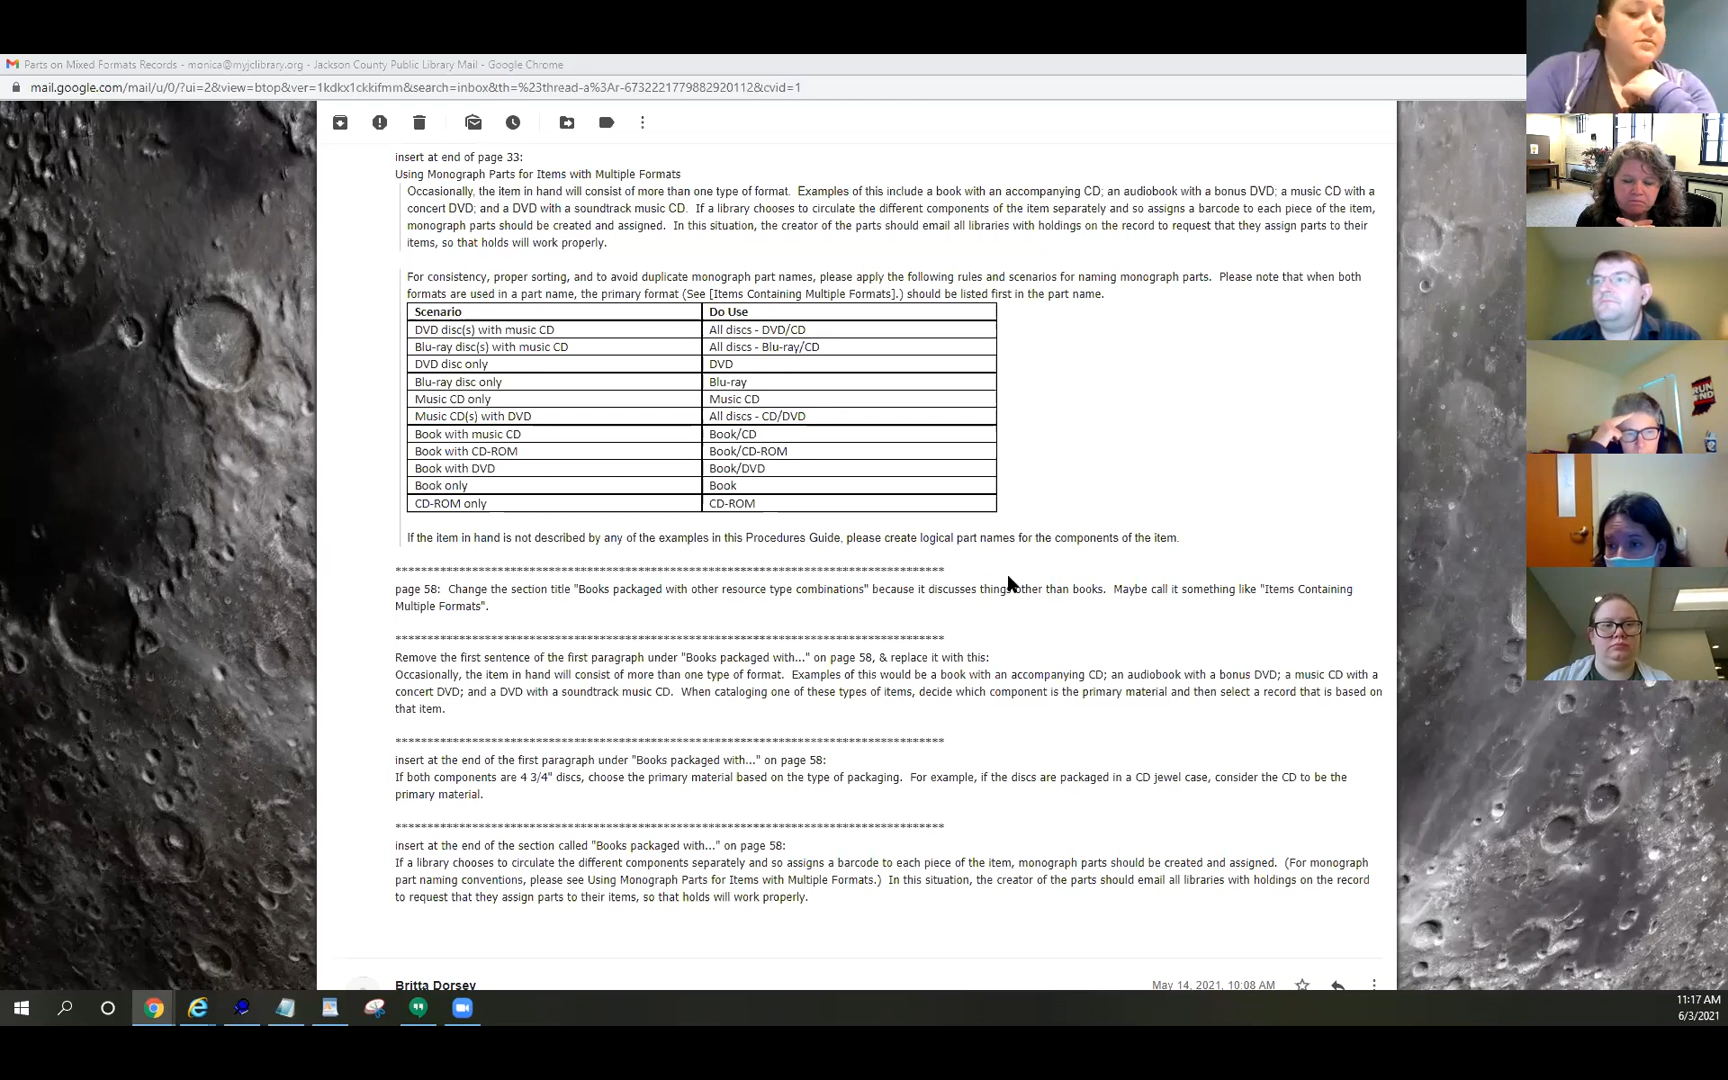 Parts on Mixed Formats Records - monica@myjclibrary.org - Jackson County Public Library Mail - Google Chrome
mail.google.com/mail/u/0/?ui=2&view=btop&ver=1kdkx1ckkifmm&search=inbox&th=%23thread-a%3Ar-6732221779882920112&cvid=1
insert at end of page 33:
Using Monograph Parts for Items with Multiple Formats
Occasionally, the item in hand will consist of more than one type of format. Examples of this include a book with an accompanying CD; an audiobook with a bonus DVD; a music CD with a
concert DVD; and a DVD with a soundtrack music CD. If a library chooses to circulate the different components of the item separately and so assigns a barcode to each piece of the item,
monograph parts should be created and assigned. In this situation, the creator of the parts should email all libraries with holdings on the record to request that they assign parts to their
items, so that holds will work properly.
For consistency, proper sorting, and to avoid duplicate monograph part names, please apply the following rules and scenarios for naming monograph parts. Please note that when both
formats are used in a part name, the primary format (See [Items Containing Multiple Formats].) should be listed first in the part name.
Scenario Do Use
DVD disc(s) with music CD All discs - DVD/CD
Blu-ray disc(s) with music CD All discs - Blu-ray/CD
DVD disc only DVD
Blu-ray disc only Blu-ray
Music CD only Music CD
Music CD(s) with DVD All discs - CD/DVD
Book with music CD Book/CD
Book with CD-ROM Book/CD-ROM
Book with DVD Book/DVD
Book only Book
CD-ROM only CD-ROM
If the item in hand is not described by any of the examples in this Procedures Guide, please create logical part names for the components of the item.
**************************************************************************************
page 58: Change the section title "Books packaged with other resource type combinations" because it discusses things other than books. Maybe call it something like "Items Containing
Multiple Formats".
**************************************************************************************
Remove the first sentence of the first paragraph under "Books packaged with..." on page 58, & replace it with this:
Occasionally, the item in hand will consist of more than one type of format. Examples of this would be a book with an accompanying CD; an audiobook with a bonus DVD; a music CD with a
concert DVD; and a DVD with a soundtrack music CD. When cataloging one of these types of items, decide which component is the primary material and then select a record that is based on
that item.
**************************************************************************************
insert at the end of the first paragraph under "Books packaged with..." on page 58:
If both components are 4 3/4" discs, choose the primary material based on the type of packaging. For example, if the discs are packaged in a CD jewel case, consider the CD to be the
primary material.
**************************************************************************************
insert at the end of the section called "Books packaged with..." on page 58:
If a library chooses to circulate the different components separately and so assigns a barcode to each piece of the item, monograph parts should be created and assigned. (For monograph
part naming conventions, please see Using Monograph Parts for Items with Multiple Formats.) In this situation, the creator of the parts should email all libraries with holdings on the record
to request that they assign parts to their items, so that holds will work properly.
Britta Dorsey May 14, 2021, 10:08 AM
11:17 AM
6/3/2021